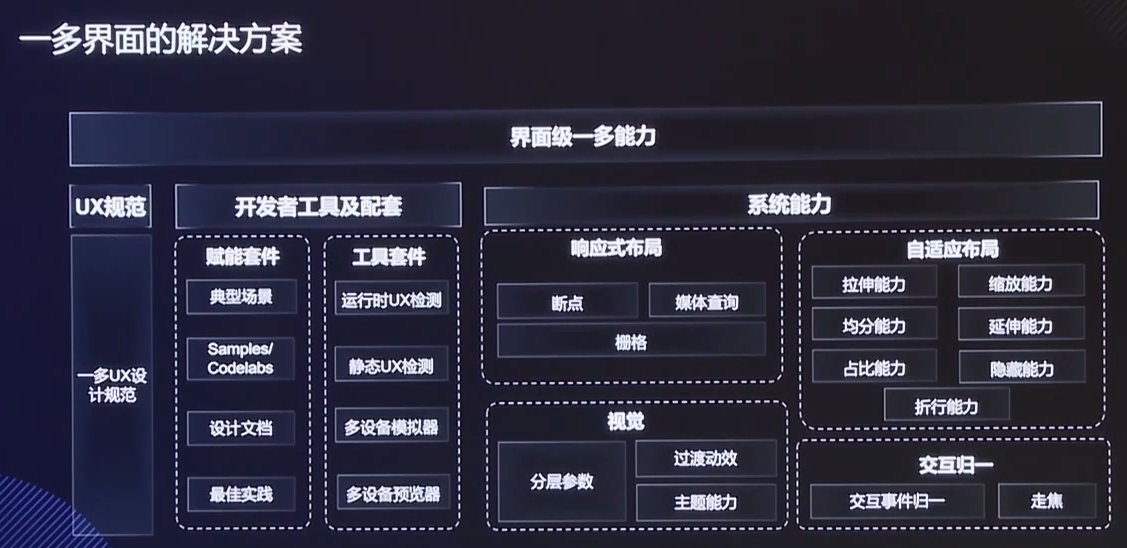 一多界面的解决方案
界面级一多能力
UX规范
一多UX设
计规范
开发者工具及配套
赋能套件
典型场景
Samples/
Codelabs
设计文档
最佳实践
工具套件
运行时UX检测
静态UX检测
多设备模拟器
多设备预览器
系统能力
响应式布局
断点
媒体查询
栅格
视觉
分层参数
过渡动效
主题能力
自适应布局
拉伸能力
缩放能力
均分能力
延伸能力
占比能力
隐藏能力
折行能力
交互归一
交互事件归一
走焦